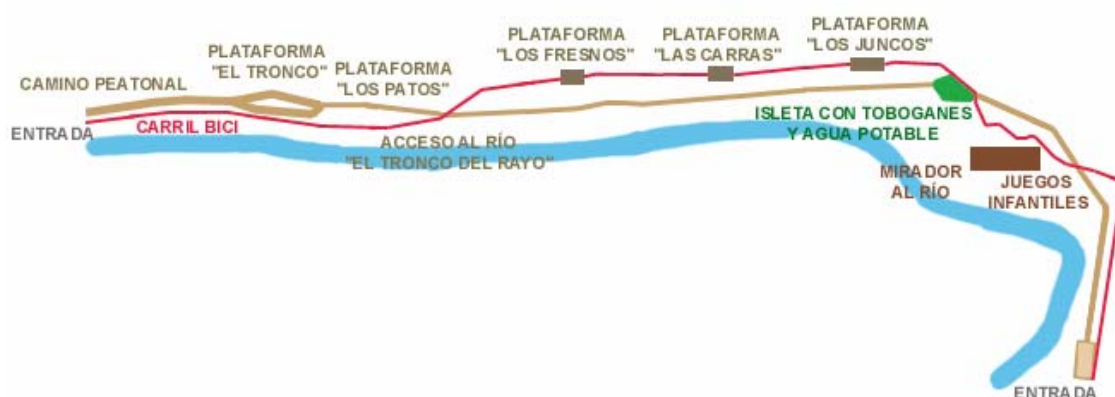 CAMINO PEATONAL
PLATAFORMA
"EL TRONCO"
PLATAFORMA
"LOS PATOS"
PLATAFORMA
"LOS FRESNOS"
PLATAFORMA
"LAS CARRAS"
PLATAFORMA
"LOS JUNCOS"
ENTRADA
CARRIL BICI
ACCESO AL RÍO
"EL TRONCO DEL RAYO"
ISLETA CON TOBOGANES
Y AGUA POTABLE
MIRADOR
AL RÍO
JUEGOS
INFANTILES
ENTRADA